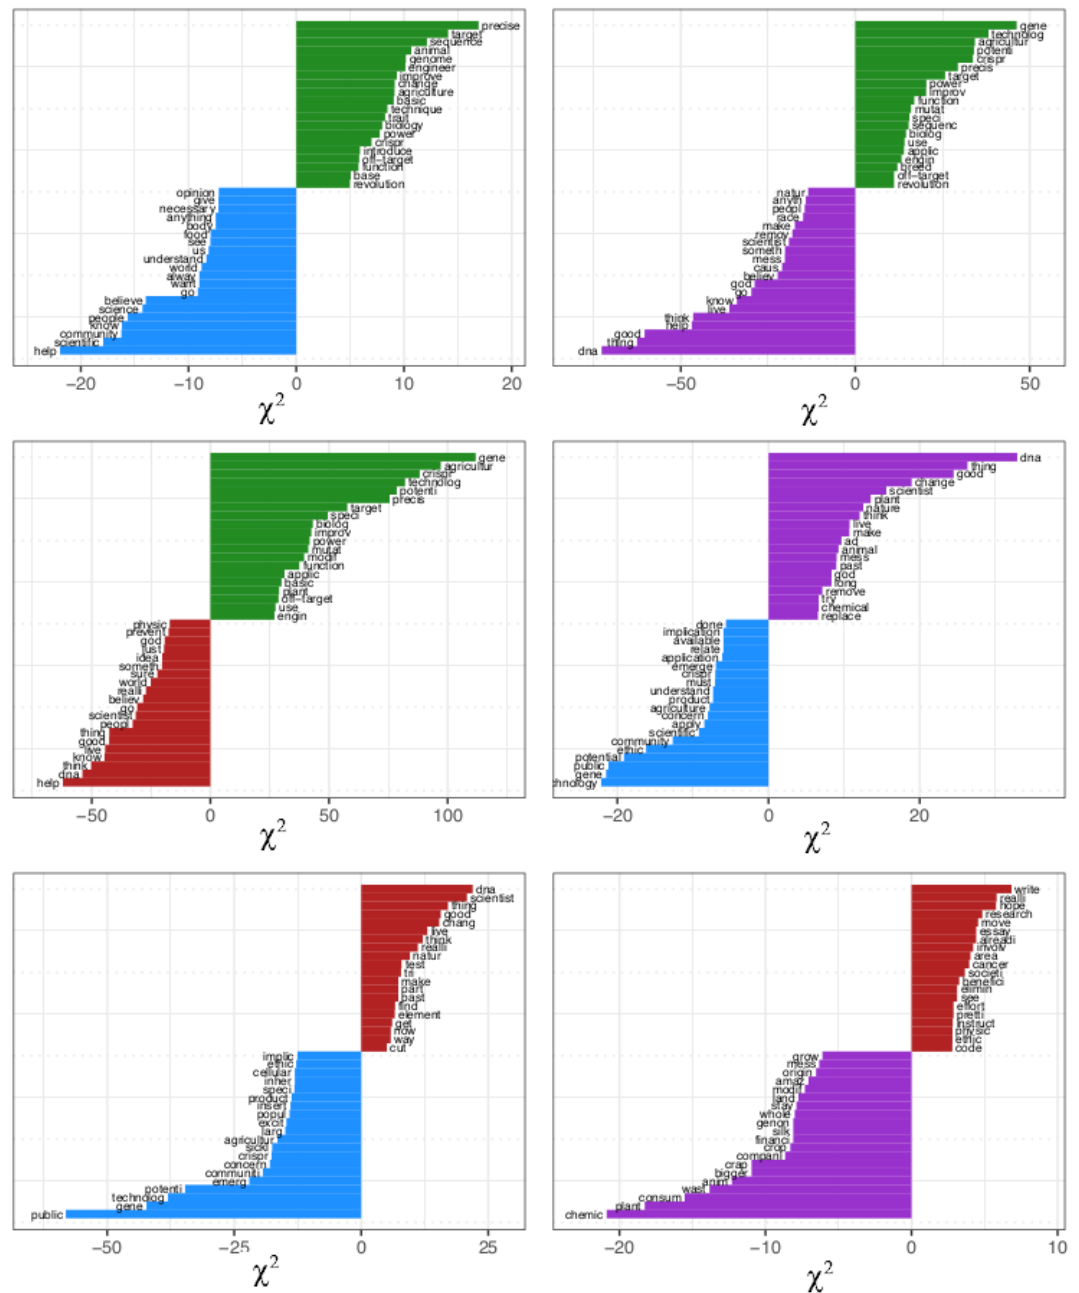 precise
target
sequence
animal
genome
engineer
improve
change
agriculture
basic
technique
trait
biology
power
crispr
introduce
off-target
function
base
revolution
opinion
give
necessary
anything
body
food
see
us
understand
world
alway
want
go
believe
science
people
know
community
scientific
help
−20 −10 0 10 20
χ²
gene
technolog
agricultur
potenti
crispr
precis
target
power
improv
function
mutat
speci
sequenc
biolog
use
applic
engin
breed
off-target
revolution
natur
anyth
peopl
race
make
remov
scientist
someth
mess
caus
believ
god
go
know
live
think
help
good
thing
dna
−50 0 50
χ²
gene
agricultur
crispr
technolog
potenti
precis
target
speci
biolog
improv
power
mutat
modif
function
applic
basic
plant
off-target
use
engin
physic
prevent
god
just
idea
someth
sure
world
realli
believ
go
scientist
peopl
thing
good
live
know
think
dna
help
−50 0 50 100
χ²
dna
thing
good
change
scientist
plant
nature
think
live
make
ad
animal
mess
past
god
long
remove
try
chemical
replace
done
implication
available
relate
application
emerge
crispr
must
understand
product
agriculture
concern
apply
scientific
community
ethic
potential
public
gene
chnology
−20 0 20
χ²
dna
scientist
thing
good
chang
live
think
realli
natur
test
tri
make
part
past
find
element
get
now
way
cut
implic
ethic
cellular
inher
speci
product
insert
popul
excit
larg
agricultur
sickl
crispr
concern
communiti
emerg
potenti
technolog
gene
public
−50 −25 0 25
χ²
write
realli
hope
research
move
essay
alreadi
involv
area
cancer
societi
benefici
elimin
see
effort
pretti
instruct
physic
ethic
code
grow
mess
origin
amaz
modifi
land
stay
whole
genom
silk
financi
crop
compani
crap
bigger
anim
wast
consum
plant
chemic
−20 −10 0 10
χ²